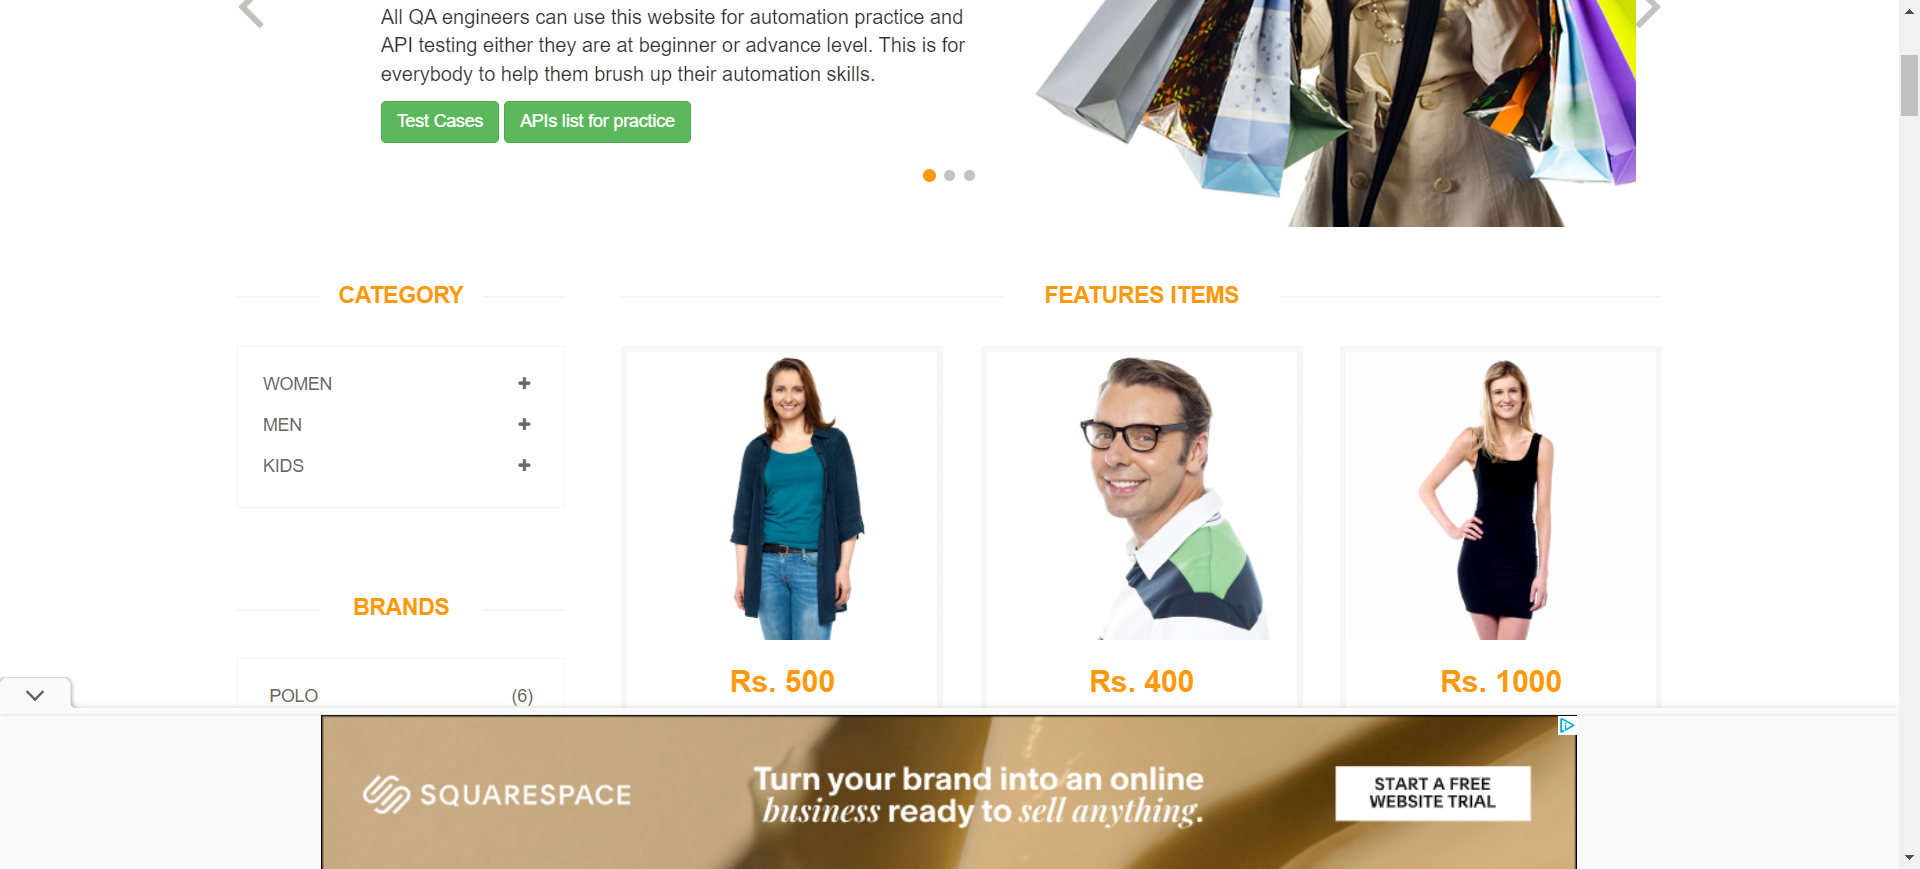 All QA engineers can use this website for automation practice and
API testing either they are at beginner or advance level. This is for
everybody to help them brush up their automation skills.
Test Cases
APIs list for practice
CATEGORY
WOMEN
MEN
KIDS
BRANDS
POLO (6)
FEATURES ITEMS
Rs. 500
Rs. 400
Rs. 1000
SQUARESPACE
Turn your brand into an online
business ready to sell anything.
START A FREE
WEBSITE TRIAL